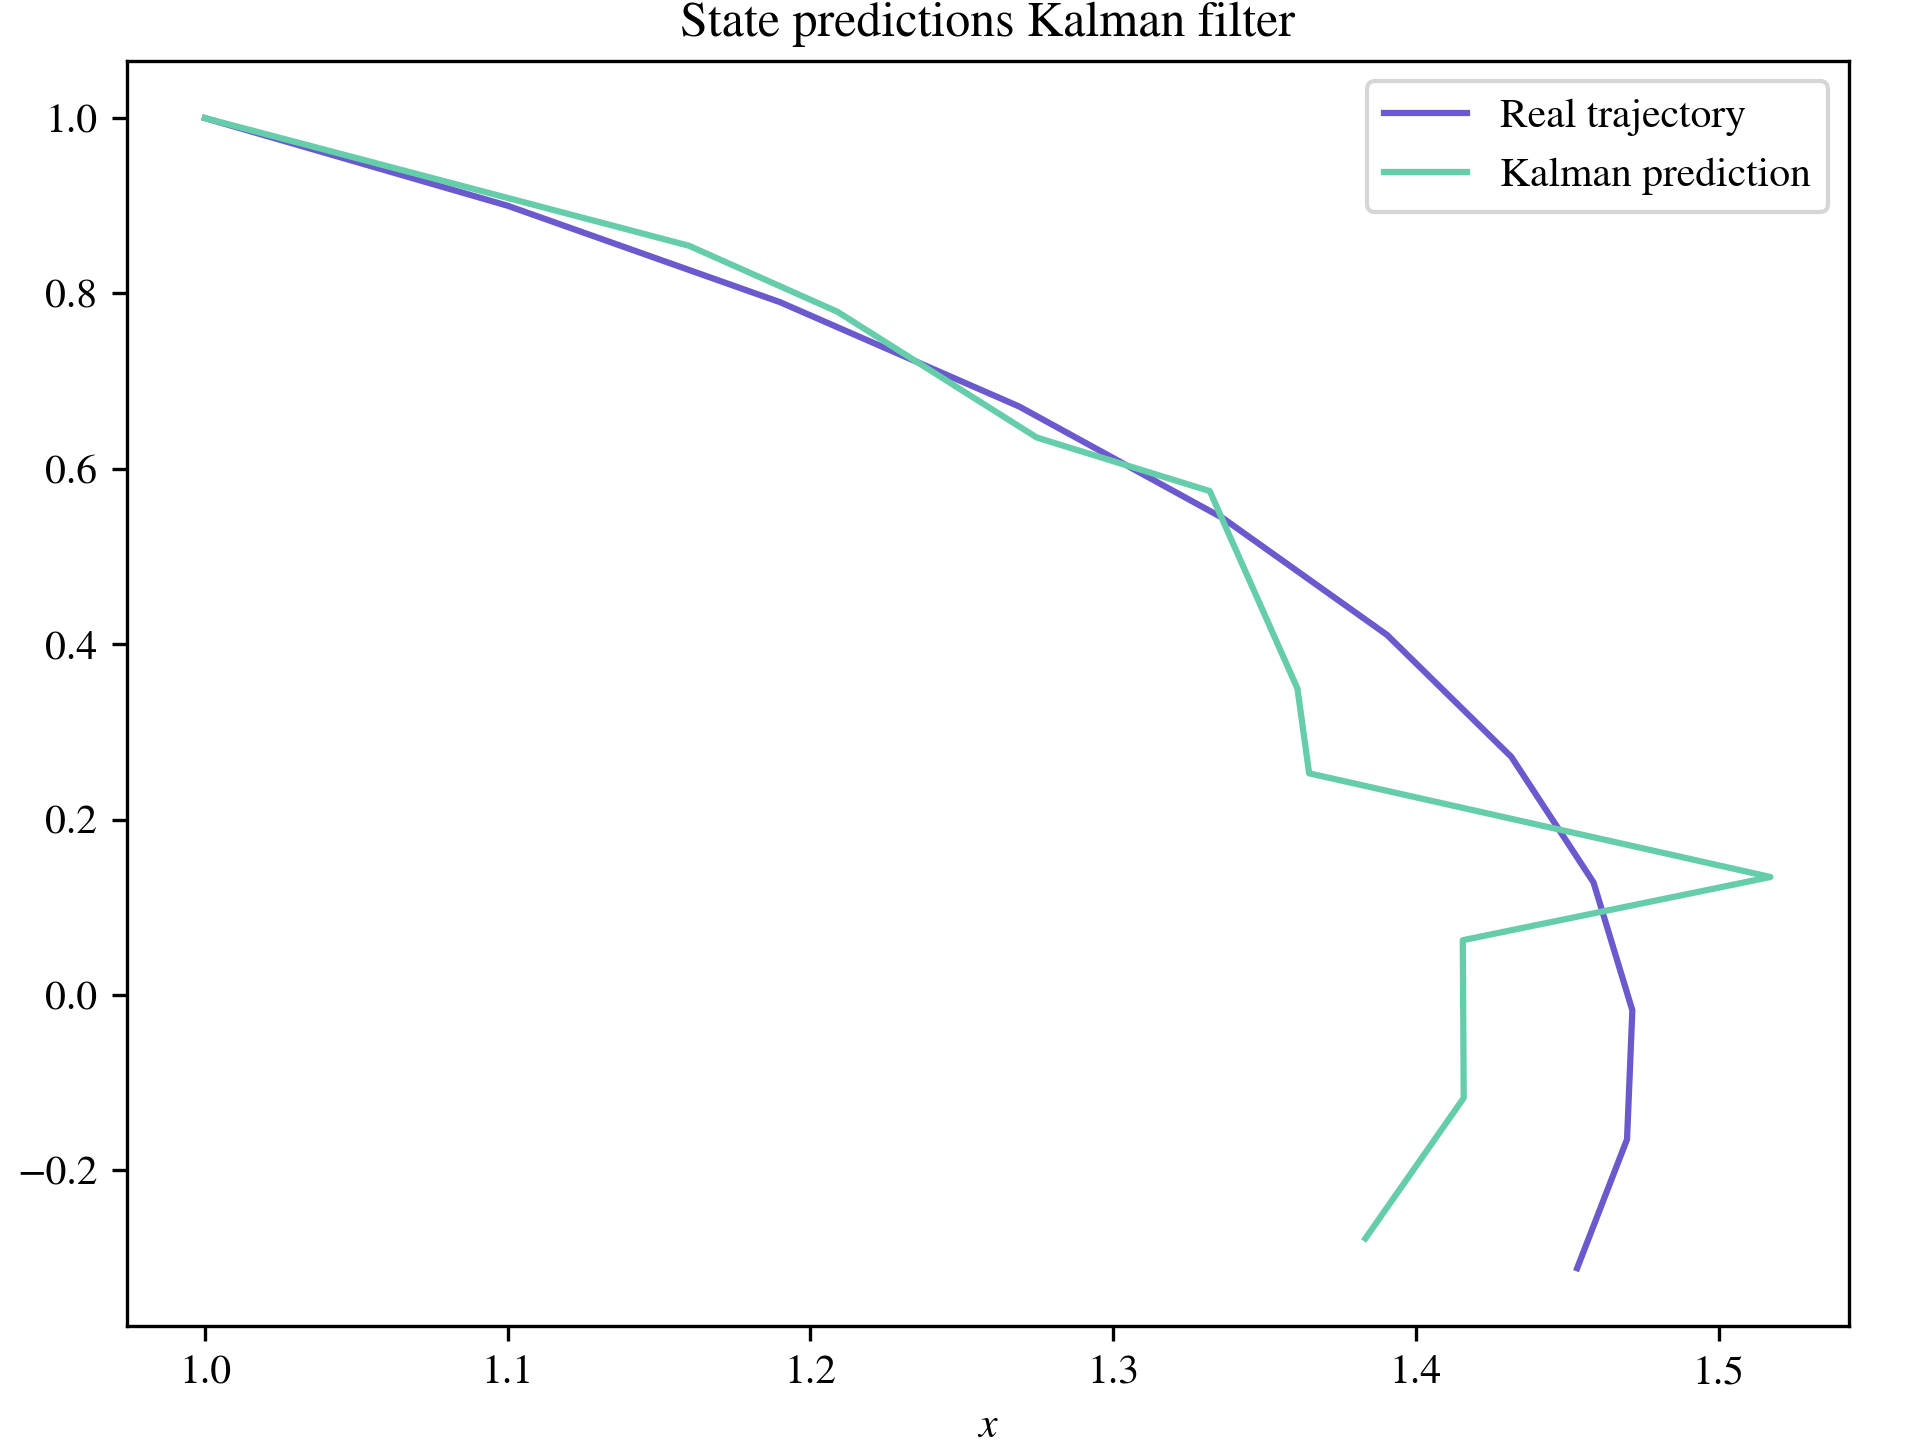 State predictions Kalman filter
Real trajectory
Kalman prediction
1.0
0.8
0.6
0.4
0.2
0.0
−0.2
1.0 1.1 1.2 1.3 1.4 1.5
x